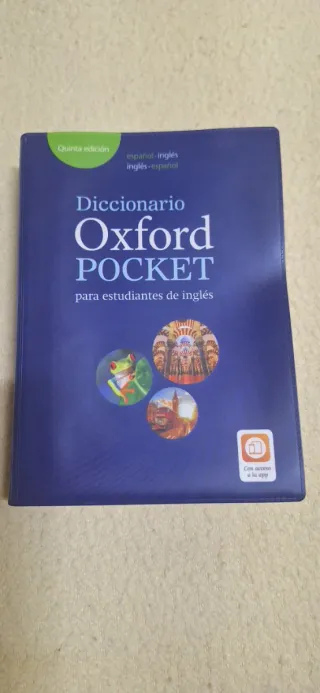 Quinta edición
español-inglés
inglés-español
Diccionario
Oxford
POCKET
para estudiantes de inglés
Con acceso
a la app